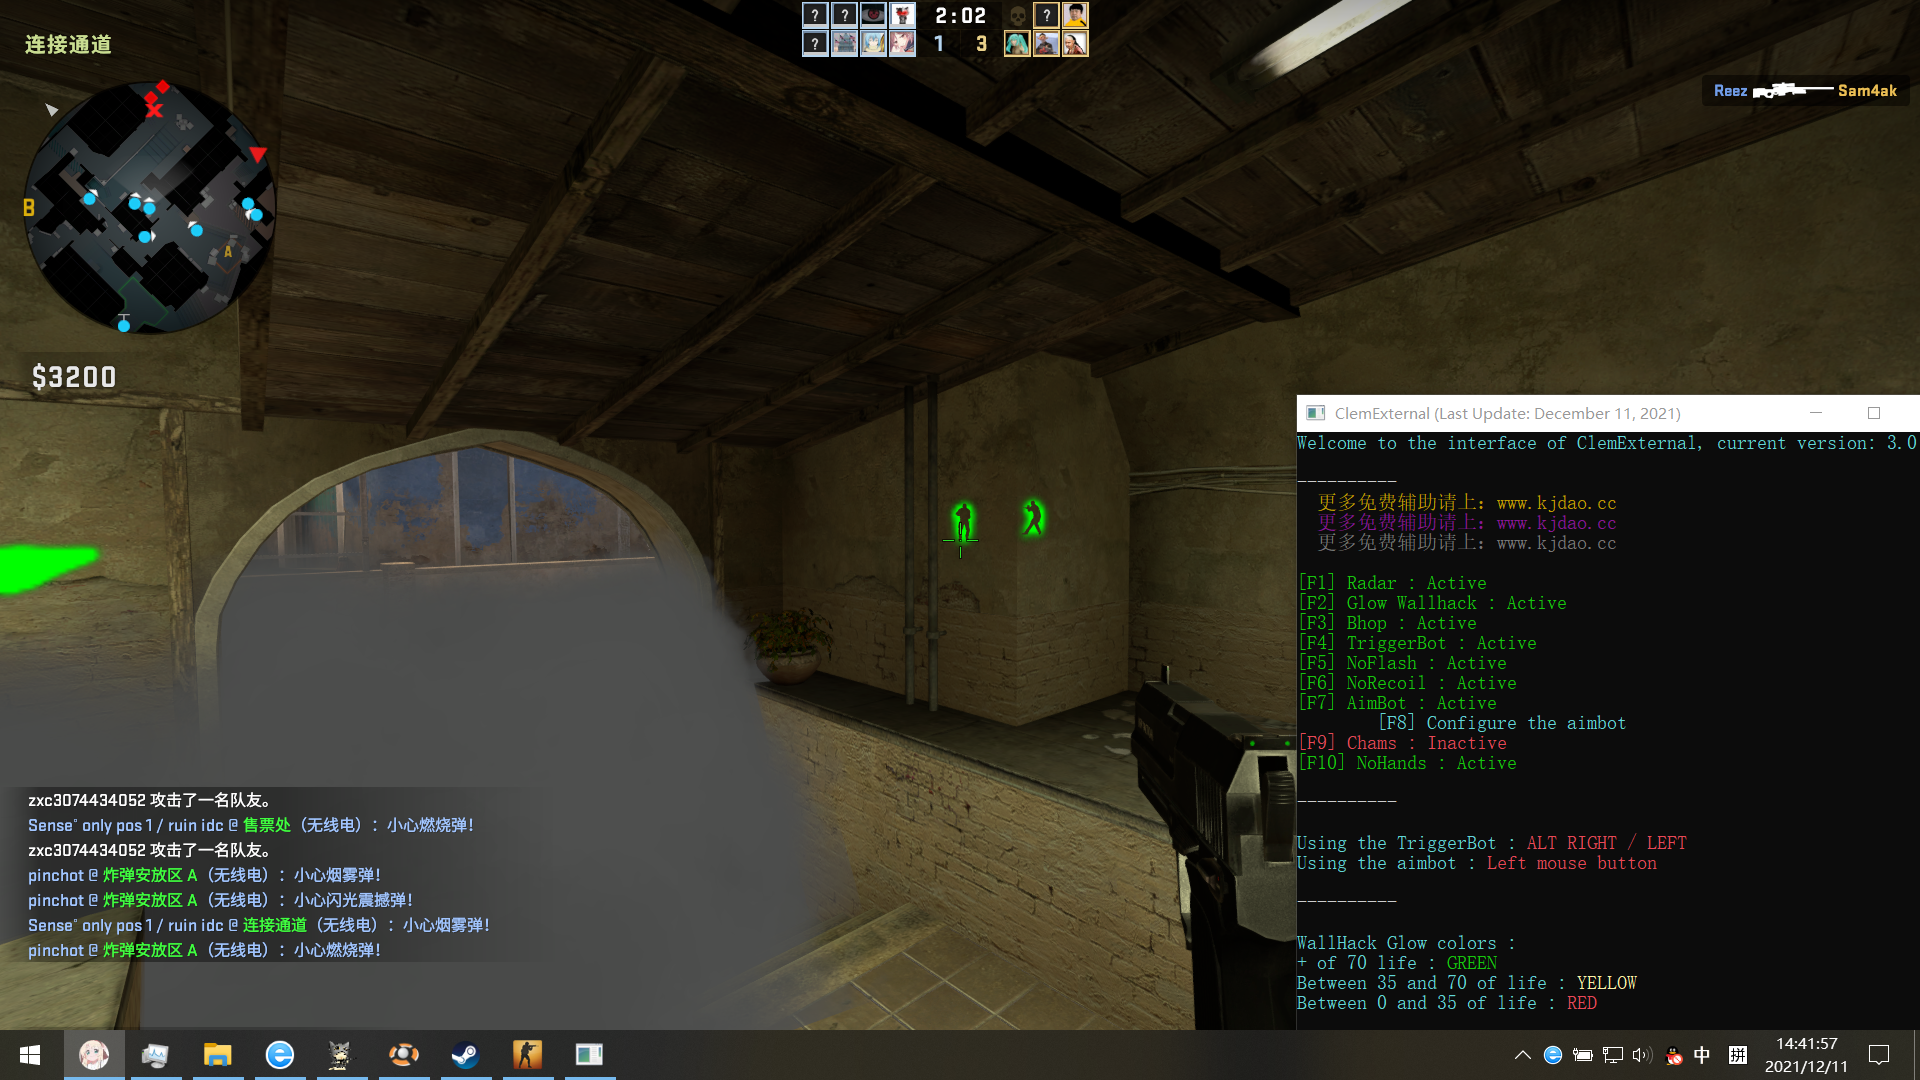 ? ? 2:02 ?
? 1 3
连接通道
Reez Sam4ak
B
A
$3200
ClemExternal (Last Update: December 11, 2021)
Welcome to the interface of ClemExternal, current version: 3.0
----------
更多免费辅助请上: www.kjdao.cc
更多免费辅助请上: www.kjdao.cc
更多免费辅助请上: www.kjdao.cc
[F1] Radar : Active
[F2] Glow Wallhack : Active
[F3] Bhop : Active
[F4] TriggerBot : Active
[F5] NoFlash : Active
[F6] NoRecoil : Active
[F7] AimBot : Active
[F8] Configure the aimbot
[F9] Chams : Inactive
[F10] NoHands : Active
----------
Using the TriggerBot : ALT RIGHT / LEFT
Using the aimbot : Left mouse button
----------
WallHack Glow colors :
+ of 70 life : GREEN
Between 35 and 70 of life : YELLOW
Between 0 and 35 of life : RED
zxc3074434052 攻击了一名队友。
Sense° only pos 1 / ruin idc @ 售票处（无线电）：小心燃烧弹！
zxc3074434052 攻击了一名队友。
pinchot @ 炸弹安放区 A（无线电）：小心烟雾弹！
pinchot @ 炸弹安放区 A（无线电）：小心闪光震撼弹！
Sense° only pos 1 / ruin idc @ 连接通道（无线电）：小心烟雾弹！
pinchot @ 炸弹安放区 A（无线电）：小心燃烧弹！
中 拼
14:41:57
2021/12/11